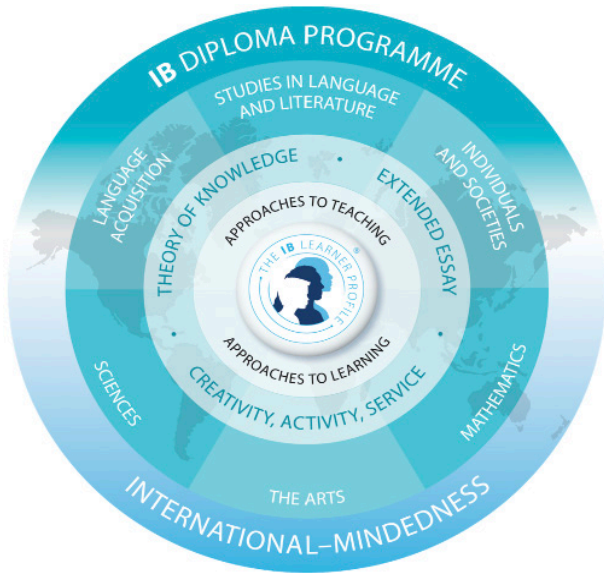 IB DIPLOMA PROGRAMME
STUDIES IN LANGUAGE
AND LITERATURE
LANGUAGE
ACQUISITION
INDIVIDUALS
AND SOCIETIES
THEORY OF KNOWLEDGE
•
EXTENDED ESSAY
APPROACHES TO TEACHING
THE IB LEARNER PROFILE
®
APPROACHES TO LEARNING
•
CREATIVITY, ACTIVITY, SERVICE
•
SCIENCES
MATHEMATICS
THE ARTS
INTERNATIONAL–MINDEDNESS